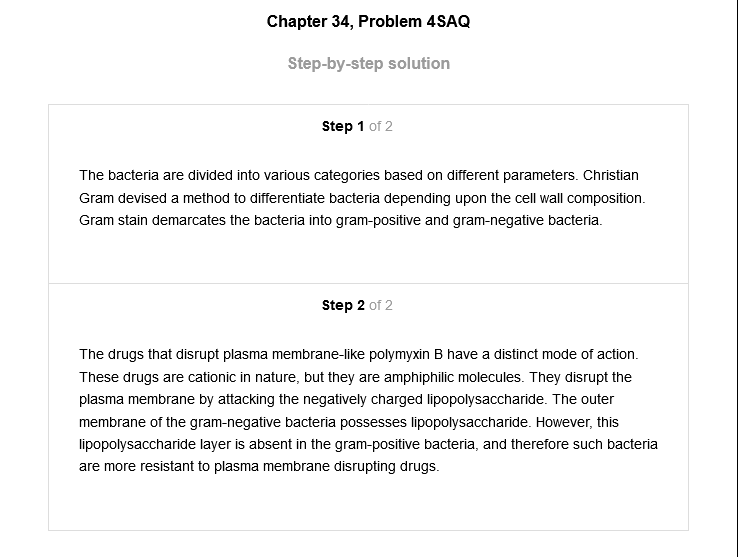 Chapter 34, Problem 4SAQ
Step-by-step solution
Step 1 of 2
The bacteria are divided into various categories based on different parameters. Christian
Gram devised a method to differentiate bacteria depending upon the cell wall composition.
Gram stain demarcates the bacteria into gram-positive and gram-negative bacteria.
Step 2 of 2
The drugs that disrupt plasma membrane-like polymyxin B have a distinct mode of action.
These drugs are cationic in nature, but they are amphiphilic molecules. They disrupt the
plasma membrane by attacking the negatively charged lipopolysaccharide. The outer
membrane of the gram-negative bacteria possesses lipopolysaccharide. However, this
lipopolysaccharide layer is absent in the gram-positive bacteria, and therefore such bacteria
are more resistant to plasma membrane disrupting drugs.